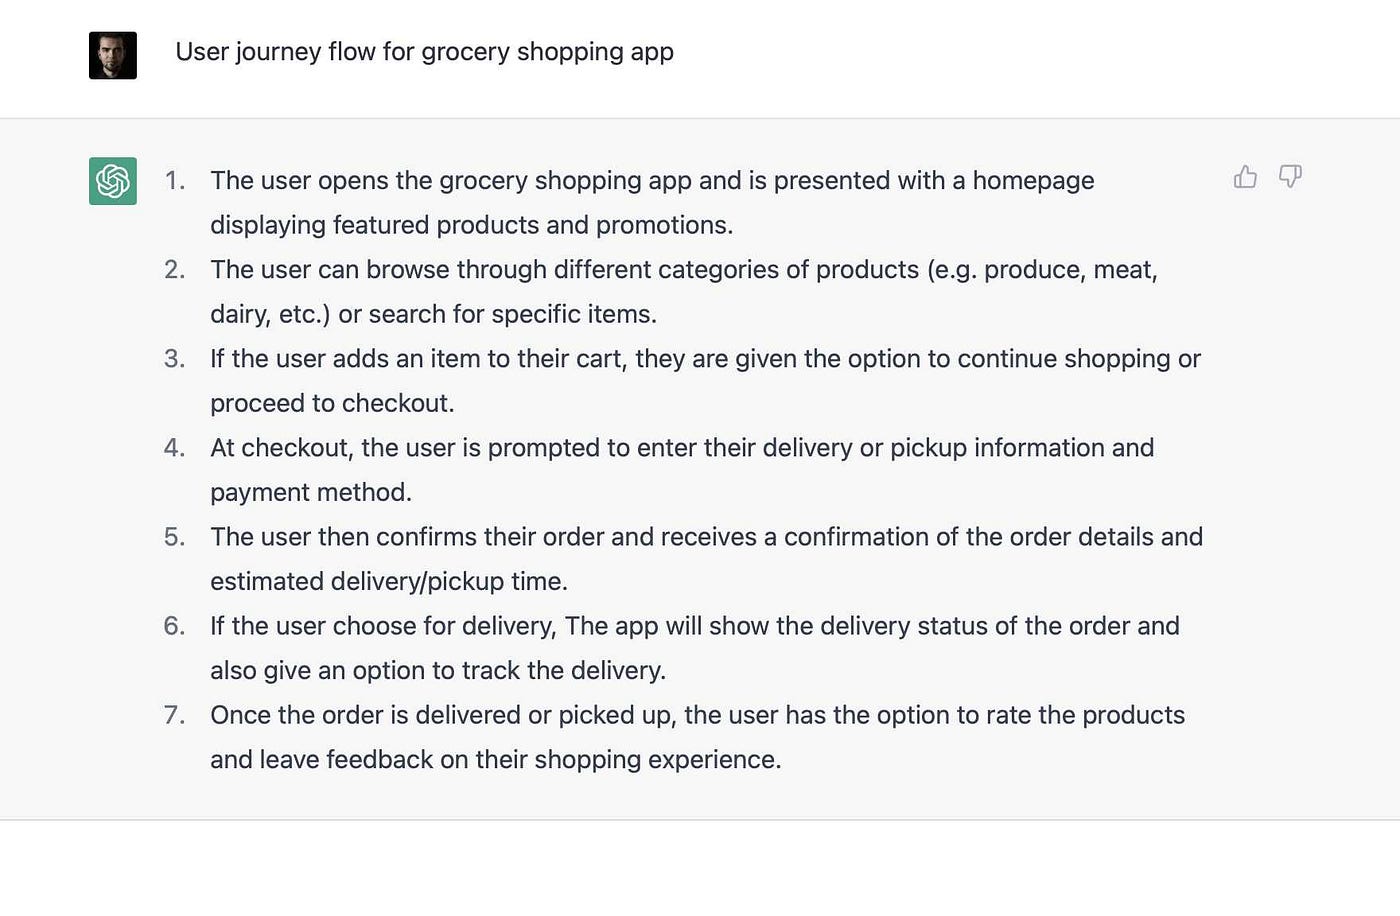 User journey flow for grocery shopping app
1. The user opens the grocery shopping app and is presented with a homepage
displaying featured products and promotions.
2. The user can browse through different categories of products (e.g. produce, meat,
dairy, etc.) or search for specific items.
3. If the user adds an item to their cart, they are given the option to continue shopping or
proceed to checkout.
4. At checkout, the user is prompted to enter their delivery or pickup information and
payment method.
5. The user then confirms their order and receives a confirmation of the order details and
estimated delivery/pickup time.
6. If the user choose for delivery, The app will show the delivery status of the order and
also give an option to track the delivery.
7. Once the order is delivered or picked up, the user has the option to rate the products
and leave feedback on their shopping experience.